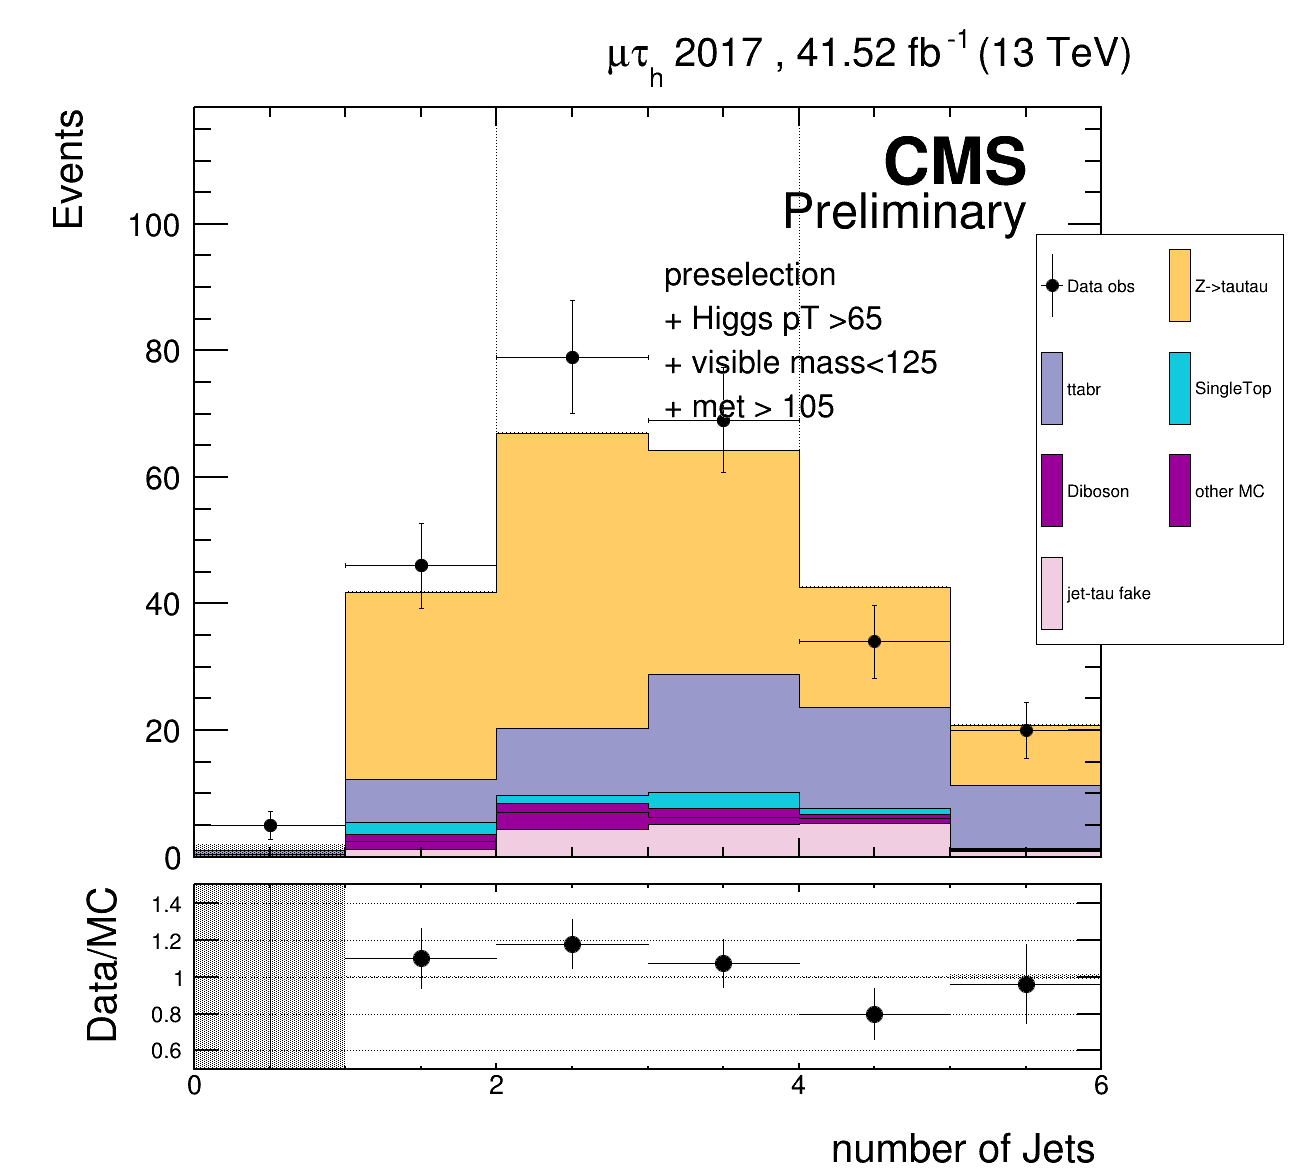 μτh 2017 , 41.52 fb-1 (13 TeV)
Events
CMS
Preliminary
100
80
60
40
20
0
preselection
+ Higgs pT >65
+ visible mass<125
+ met > 105
Data obs
Z->tautau
ttabr
SingleTop
Diboson
other MC
jet-tau fake
Data/MC
1.4
1.2
1
0.8
0.6
0 2 4 6
number of Jets